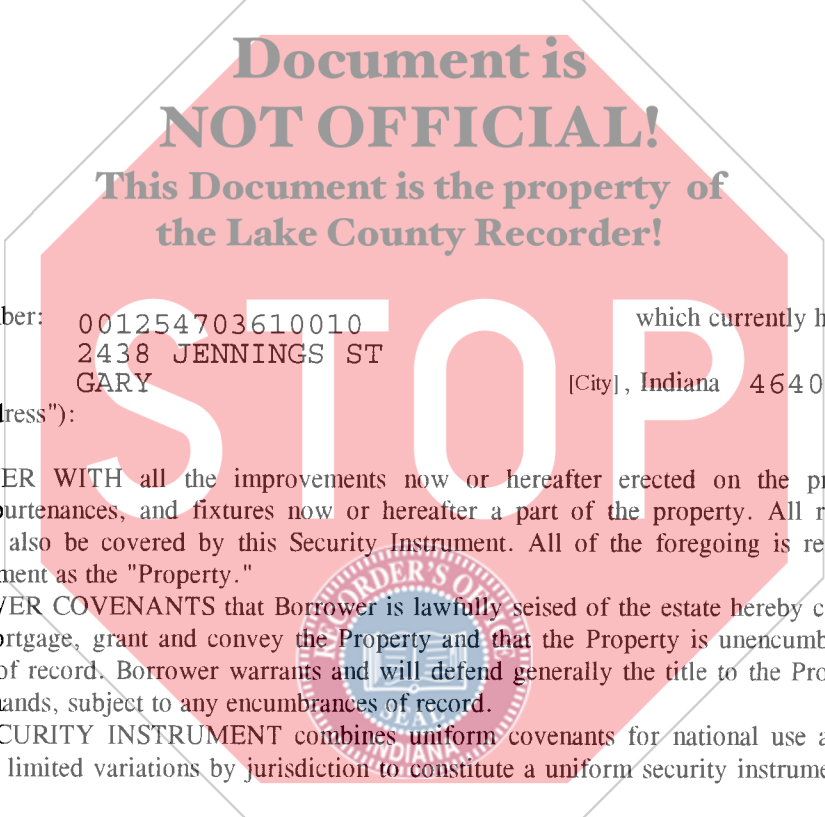 Document is
NOT OFFICIAL!
This Document is the property of
the Lake County Recorder!
STOP
ber: 001254703610010 which currently h
2438 JENNINGS ST
GARY [City] , Indiana 4640
dress"):
ER WITH all the improvements now or hereafter erected on the pr
urtenances, and fixtures now or hereafter a part of the property. All r
also be covered by this Security Instrument. All of the foregoing is re
ment as the "Property."
VER COVENANTS that Borrower is lawfully seised of the estate hereby c
ortgage, grant and convey the Property and that the Property is unencumb
of record. Borrower warrants and will defend generally the title to the Pro
ands, subject to any encumbrances of record.
CURITY INSTRUMENT combines uniform covenants for national use a
limited variations by jurisdiction to constitute a uniform security instrume
RECORDER'S OFFICE
SEAL
INDIANA